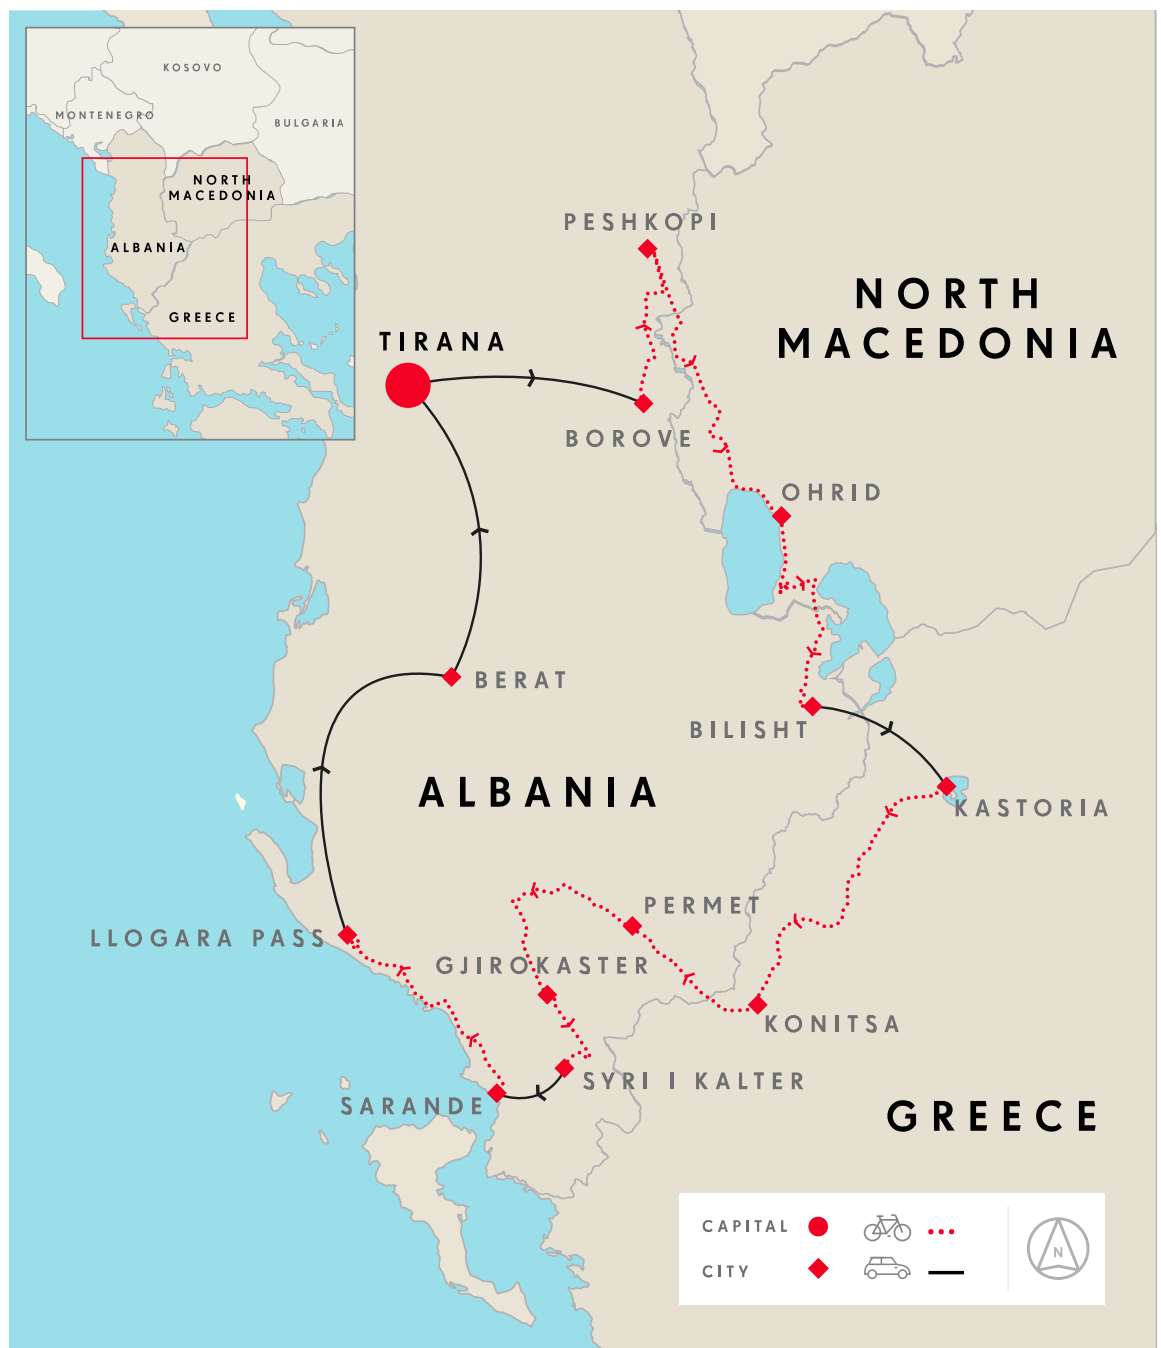 KOSOVO
MONTENEGRO
BULGARIA
NORTH
MACEDONIA
ALBANIA
GREECE
PESHKOPI
NORTH
MACEDONIA
TIRANA
BOROVE
OHRID
BERAT
BILISHT
ALBANIA
KASTORIA
PERMET
LLOGARA PASS
GJIROKASTER
KONITSA
SYRI I KALTER
SARANDE
GREECE
CAPITAL
CITY
N